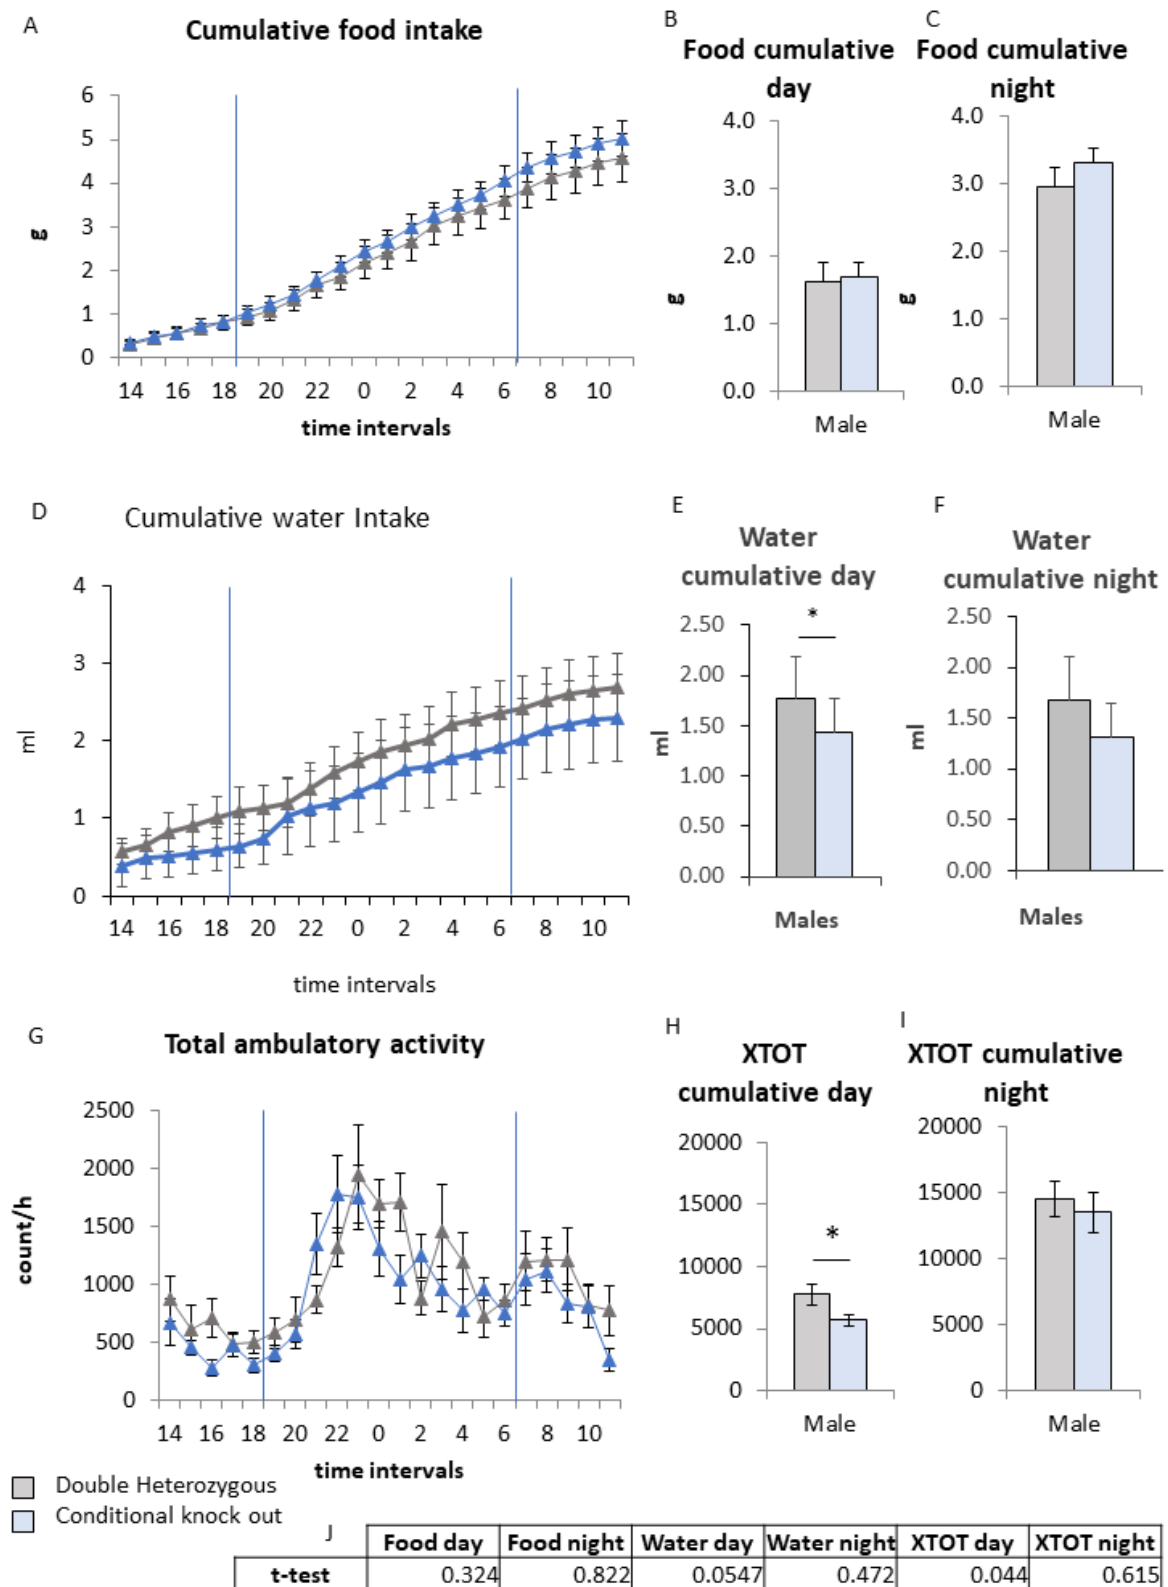 A
Cumulative food intake
6
5
4
3
2
1
0
g
14 16 18 20 22 0 2 4 6 8 10
time intervals
B
Food cumulative
day
4.0
3.0
2.0
1.0
0.0
g
Male
C
Food cumulative
night
4.0
3.0
2.0
1.0
0.0
g
Male
D
Cumulative water Intake
4
3
2
1
0
ml
14 16 18 20 22 0 2 4 6 8 10
time intervals
E
Water
cumulative day
*
2.50
2.00
1.50
1.00
0.50
0.00
ml
Males
F
Water
cumulative night
2.50
2.00
1.50
1.00
0.50
0.00
ml
Males
G
Total ambulatory activity
2500
2000
1500
1000
500
0
count/h
14 16 18 20 22 0 2 4 6 8 10
time intervals
H
XTOT
cumulative day
20000
15000
10000
5000
0
*
Male
I
XTOT cumulative
night
20000
15000
10000
5000
0
Male
Double Heterozygous
Conditional knock out
J
Food day Food night Water day Water night XTOT day XTOT night
t-test 0.324 0.822 0.0547 0.472 0.044 0.615